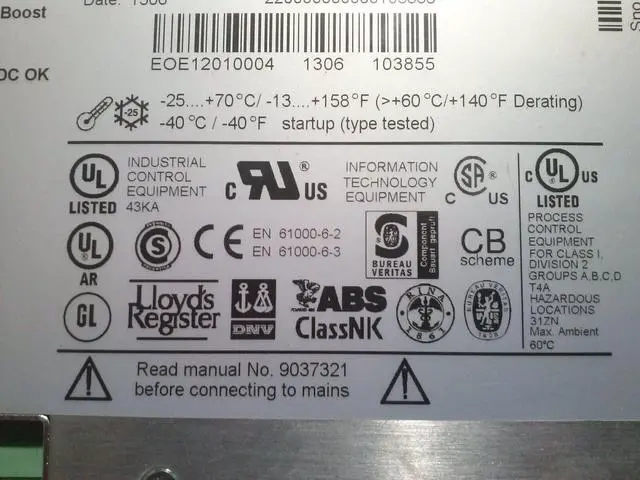 Boost
Date: 1306
DC OK
EOE12010004 1306 103855
-25....+70°C/ -13....+158°F (>+60°C/+140°F Derating)
-25
-40°C / -40°F startup (type tested)
UL
LISTED
INDUSTRIAL
CONTROL
EQUIPMENT
43KA
C RU ® US
INFORMATION
TECHNOLOGY
EQUIPMENT
C SA ® US
C UL US
LISTED
UL
AR
S
CE
EN 61000-6-2
EN 61000-6-3
BUREAU
VERITAS
Component
Bauart geprüft
CB
scheme
PROCESS
CONTROL
EQUIPMENT
FOR CLASS I,
DIVISION 2
GROUPS A,B,C,D
T4A
HAZARDOUS
LOCATIONS
31ZN
Max. Ambient
60°C
GL
Lloyd's
Register
DNV
ABS
ClassNK
RINA
1861
BUREAU VERITAS
1828
Read manual No. 9037321
before connecting to mains